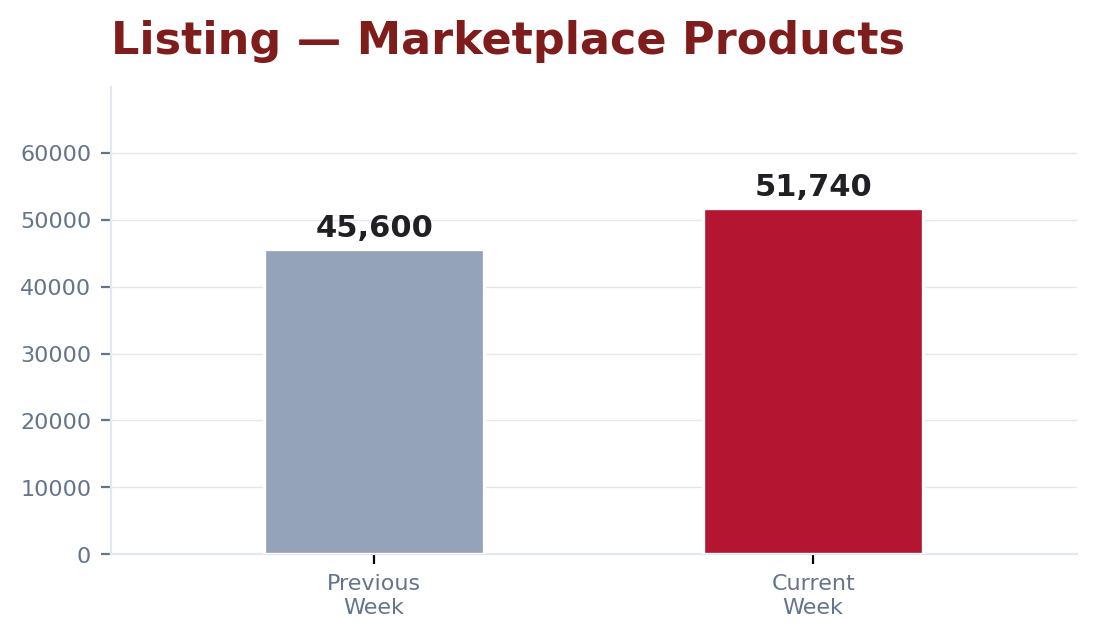 Listing — Marketplace Products
60000
50000
40000
30000
20000
10000
0
45,600
51,740
Previous
Week
Current
Week